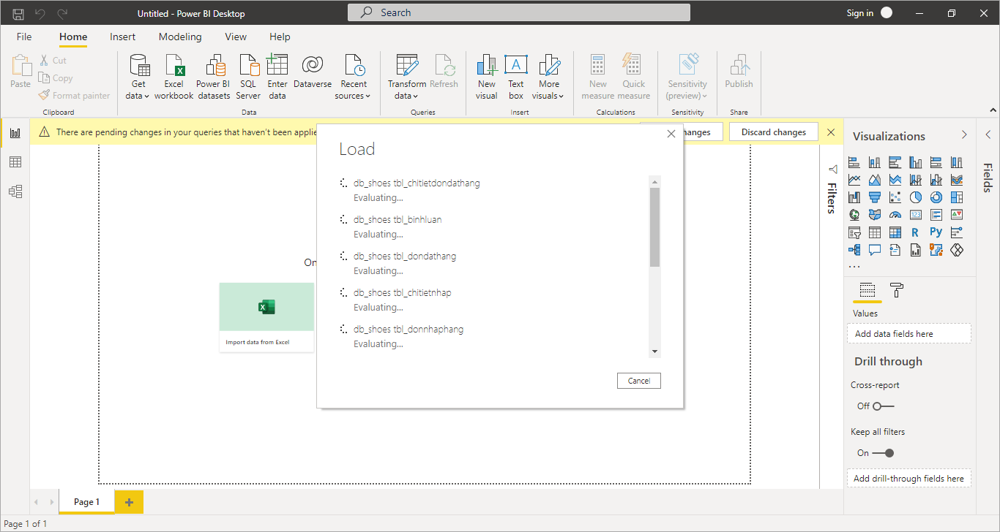 Untitled - Power BI Desktop
Search
Sign in
File Home Insert Modeling View Help
Paste
Cut
Copy
Format painter
Clipboard
Get data
Excel workbook
Power BI datasets
SQL Server
Enter data
Dataverse
Recent sources
Data
Transform data
Refresh
Queries
New visual
Text box
More visuals
Insert
New measure
Quick measure
Calculations
Sensitivity (preview)
Sensitivity
Publish
Share
There are pending changes in your queries that haven't been applie
hanges
Discard changes
Load
db_shoes tbl_chitietdondathang
Evaluating...
db_shoes tbl_binhluan
Evaluating...
db_shoes tbl_dondathang
Evaluating...
db_shoes tbl_chitietnhap
Evaluating...
db_shoes tbl_donnhaphang
Evaluating...
Cancel
On
Import data from Excel
Filters
Visualizations
123
R
Py
...
Values
Add data fields here
Drill through
Cross-report
Off
Keep all filters
On
Add drill-through fields here
Fields
Page 1
Page 1 of 1